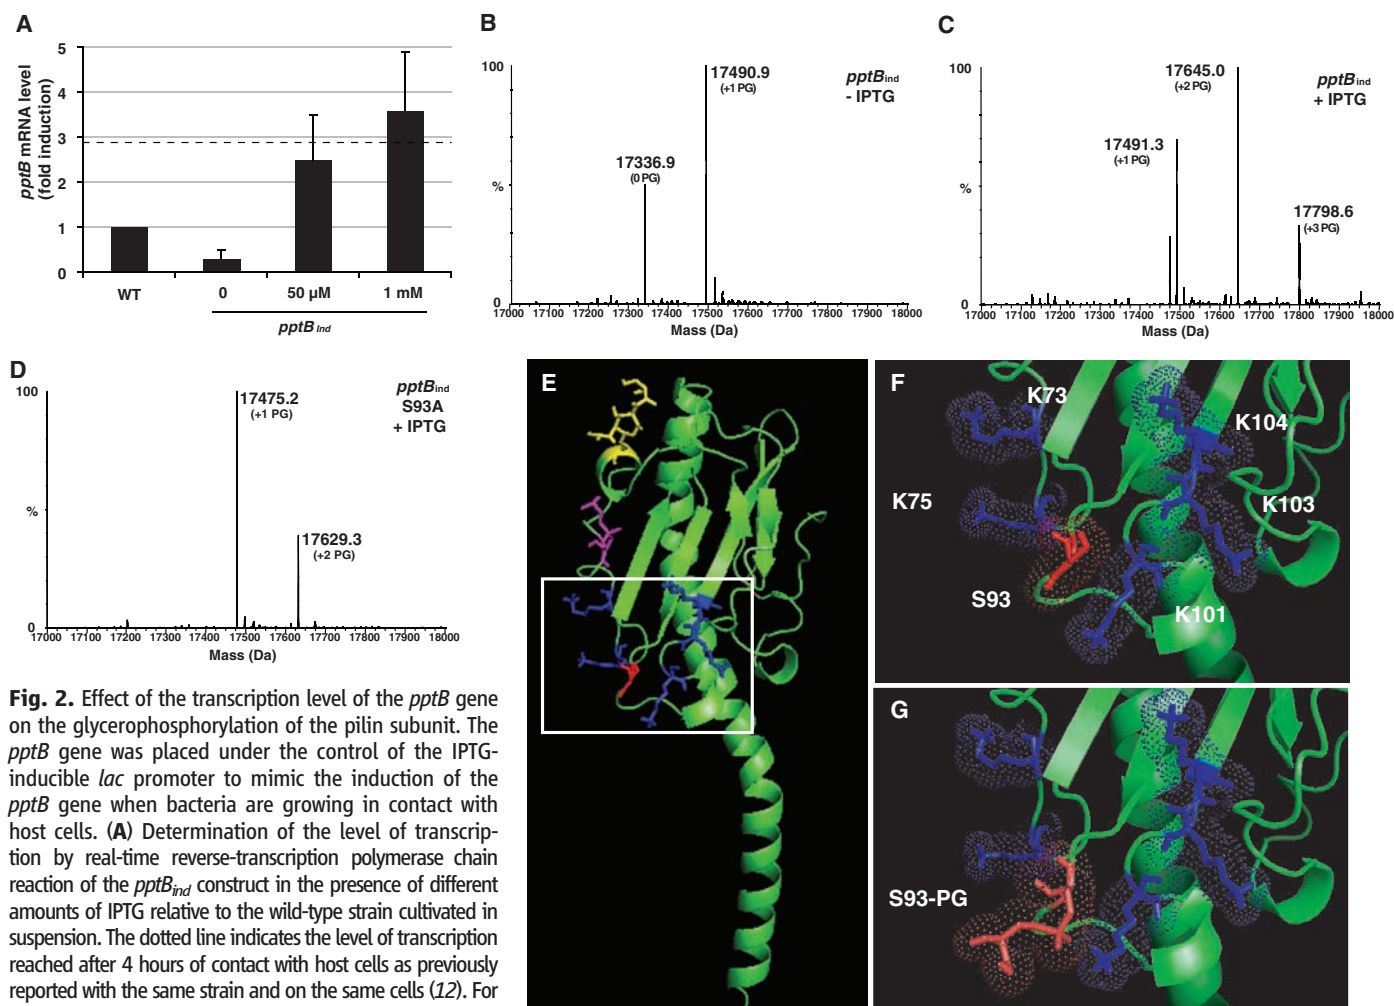 A
5
4
3
2
1
0
pptB mRNA level
(fold induction)
WT
0
50 µM
1 mM
pptB Ind
B
100
%
0
17490.9
(+1 PG)
17336.9
(0 PG)
pptBind
- IPTG
17000 17100 17200 17300 17400 17500 17600 17700 17800 17900 18000
Mass (Da)
C
100
%
0
17645.0
(+2 PG)
17491.3
(+1 PG)
17798.6
(+3 PG)
pptBind
+ IPTG
17000 17100 17200 17300 17400 17500 17600 17700 17800 17900 18000
Mass (Da)
D
100
%
0
17475.2
(+1 PG)
17629.3
(+2 PG)
pptBind
S93A
+ IPTG
17000 17100 17200 17300 17400 17500 17600 17700 17800 17900 18000
Mass (Da)
E
F
K73
K104
K75
K103
S93
K101
G
S93-PG
Fig. 2. Effect of the transcription level of the pptB gene
on the glycerophosphorylation of the pilin subunit. The
pptB gene was placed under the control of the IPTG-
inducible lac promoter to mimic the induction of the
pptB gene when bacteria are growing in contact with
host cells. (A) Determination of the level of transcrip-
tion by real-time reverse-transcription polymerase chain
reaction of the pptBind construct in the presence of different
amounts of IPTG relative to the wild-type strain cultivated in
suspension. The dotted line indicates the level of transcription
reached after 4 hours of contact with host cells as previously
reported with the same strain and on the same cells (12). For